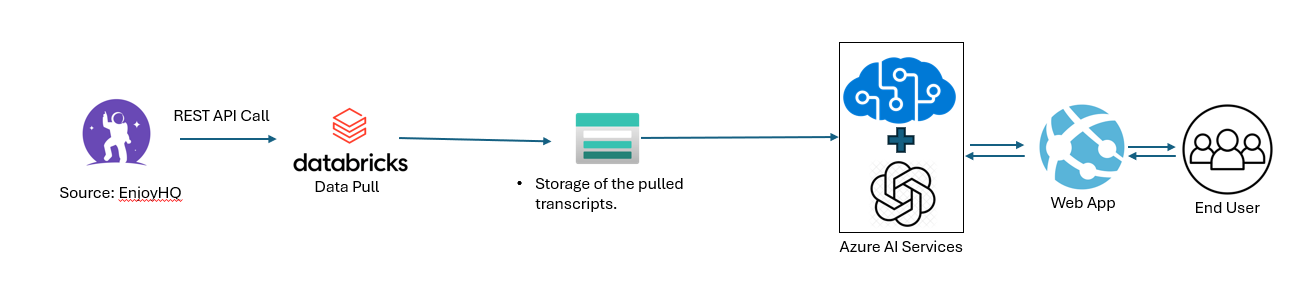 REST API Call
Source: EnjoyHQ
databricks
Data Pull
• Storage of the pulled
transcripts.
Azure AI Services
Web App
End User